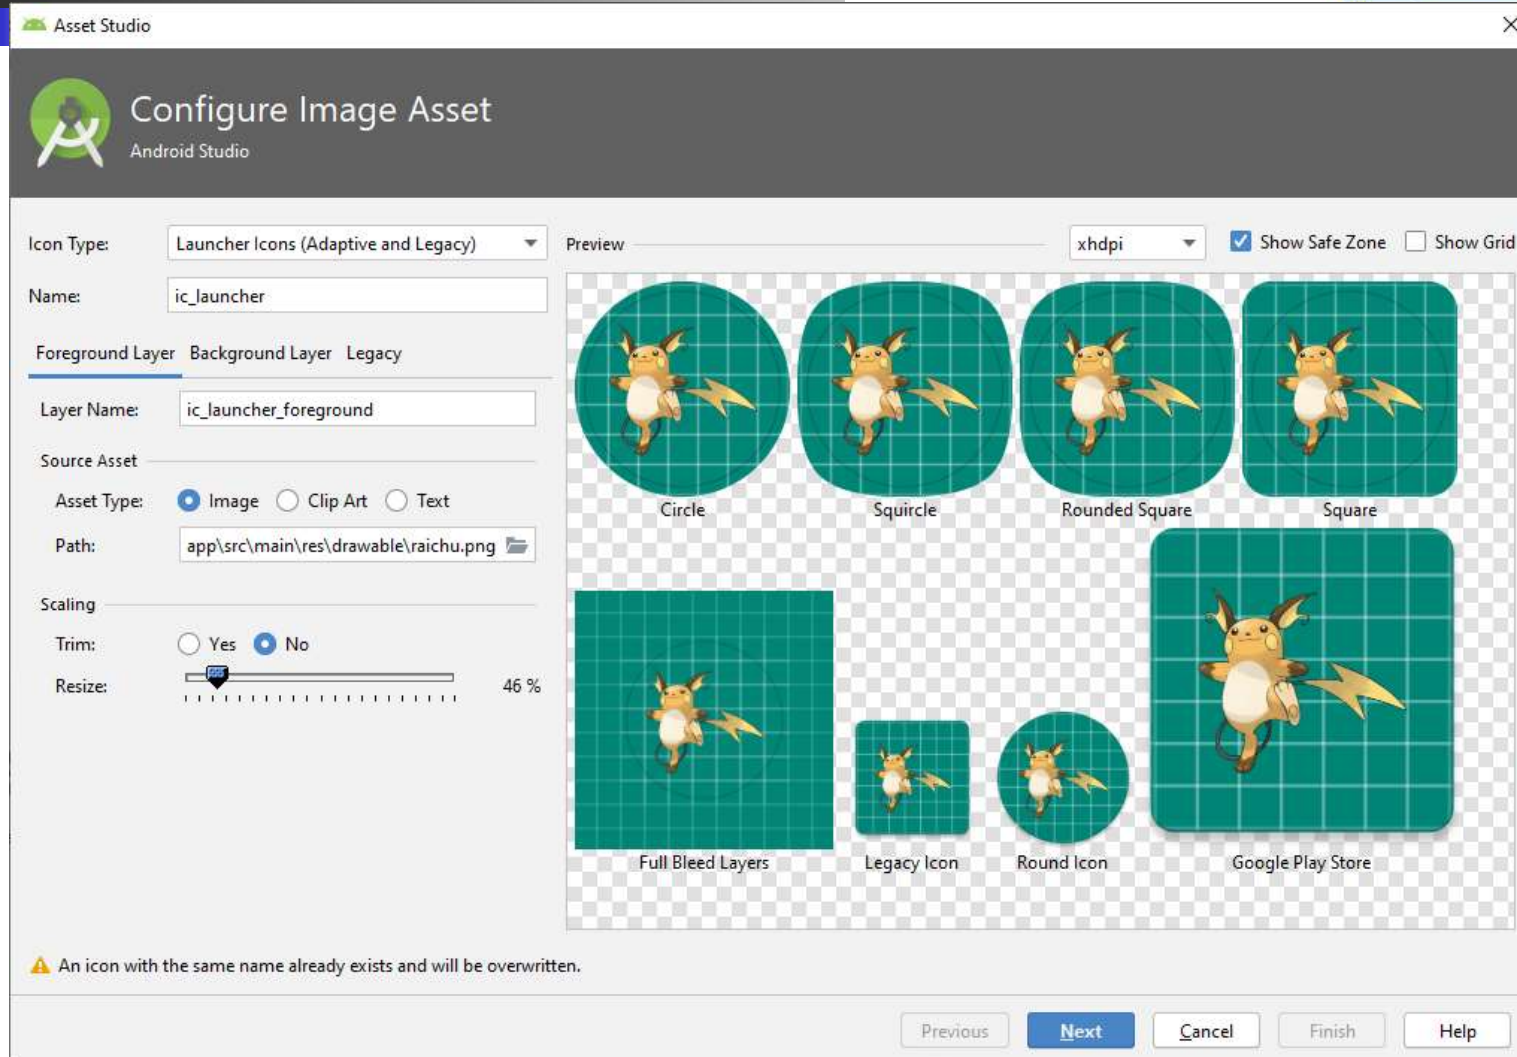 Asset Studio
Configure Image Asset
Android Studio
Icon Type: Launcher Icons (Adaptive and Legacy)
Name: ic_launcher
Foreground Layer Background Layer Legacy
Layer Name: ic_launcher_foreground
Source Asset
Asset Type: Image Clip Art Text
Path: app\src\main\res\drawable\raichu.png
Scaling
Trim: Yes No
Resize: 46 %
Preview xhdpi Show Safe Zone Show Grid
Circle Squircle Rounded Square Square
Full Bleed Layers Legacy Icon Round Icon Google Play Store
An icon with the same name already exists and will be overwritten.
Previous Next Cancel Finish Help